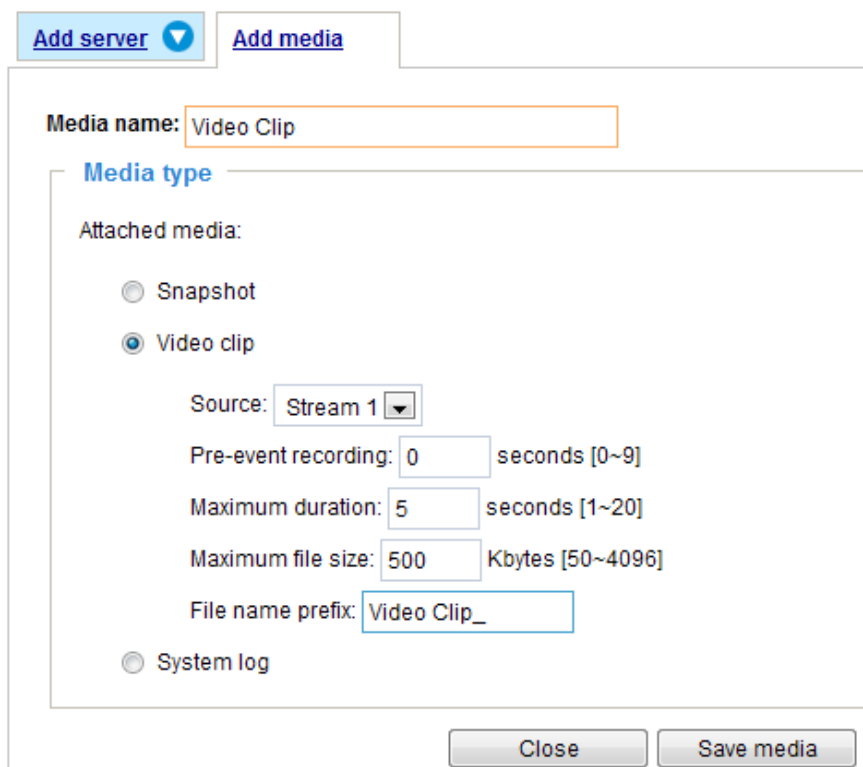 Add server Add media
Media name: Video Clip
Media type
Attached media:
Snapshot
Video clip
Source: Stream 1
Pre-event recording: 0 seconds [0~9]
Maximum duration: 5 seconds [1~20]
Maximum file size: 500 Kbytes [50~4096]
File name prefix: Video Clip_
System log
Close Save media